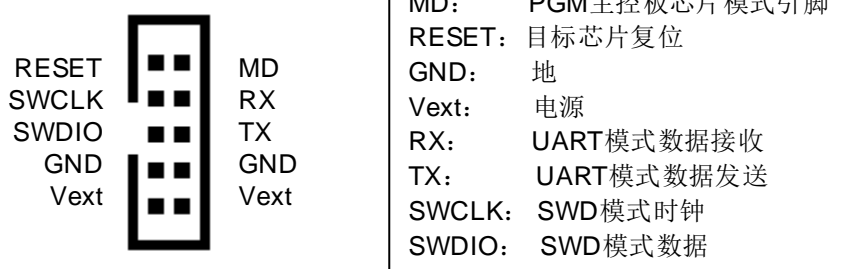 RESET MD
SWCLK RX
SWDIO TX
GND GND
Vext Vext
MD： PGM主控板芯片模式引脚
RESET：目标芯片复位
GND： 地
Vext： 电源
RX： UART模式数据接收
TX： UART模式数据发送
SWCLK： SWD模式时钟
SWDIO： SWD模式数据